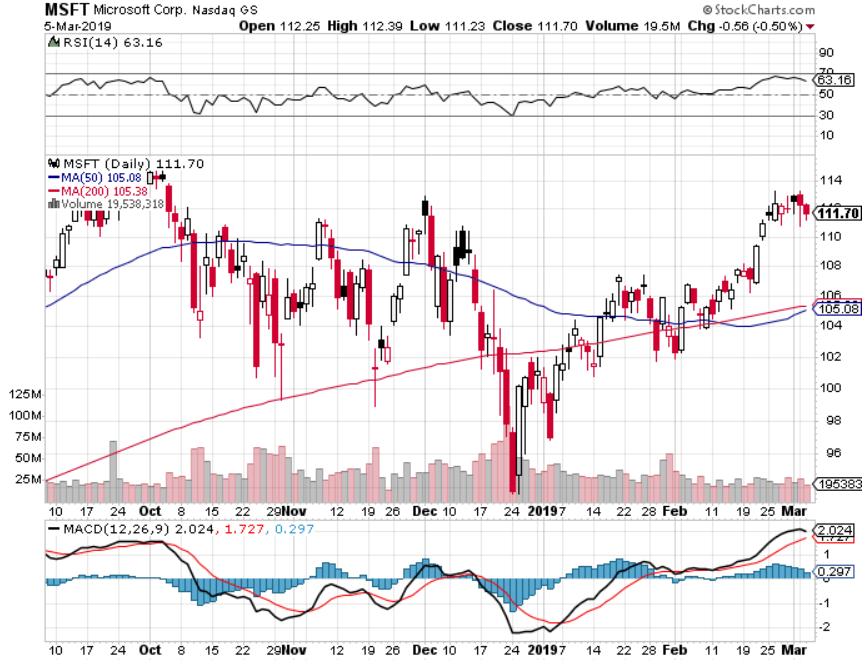 MSFT Microsoft Corp. Nasdaq GS
© StockCharts.com
5-Mar-2019
Open 112.25 High 112.39 Low 111.23 Close 111.70 Volume 19.5M Chg -0.56 (-0.50%)
RSI(14) 63.16
90
70
63.16
50
30
10
MSFT (Daily) 111.70
MA(50) 105.08
MA(200) 105.38
Volume 19,538,318
114
111.70
110
108
106
105.08
104
102
100
98
96
125M
100M
75M
50M
25M
195383
10 17 24 Oct 8 15 22 29 Nov 12 19 26 Dec 10 17 24 2019 7 14 22 28 Feb 11 19 25 Mar
MACD(12,26,9) 2.024, 1.727, 0.297
2.024
1.727
1
0.297
0
-1
-2
10 17 24 Oct 8 15 22 29 Nov 12 19 26 Dec 10 17 24 2019 7 14 22 28 Feb 11 19 25 Mar